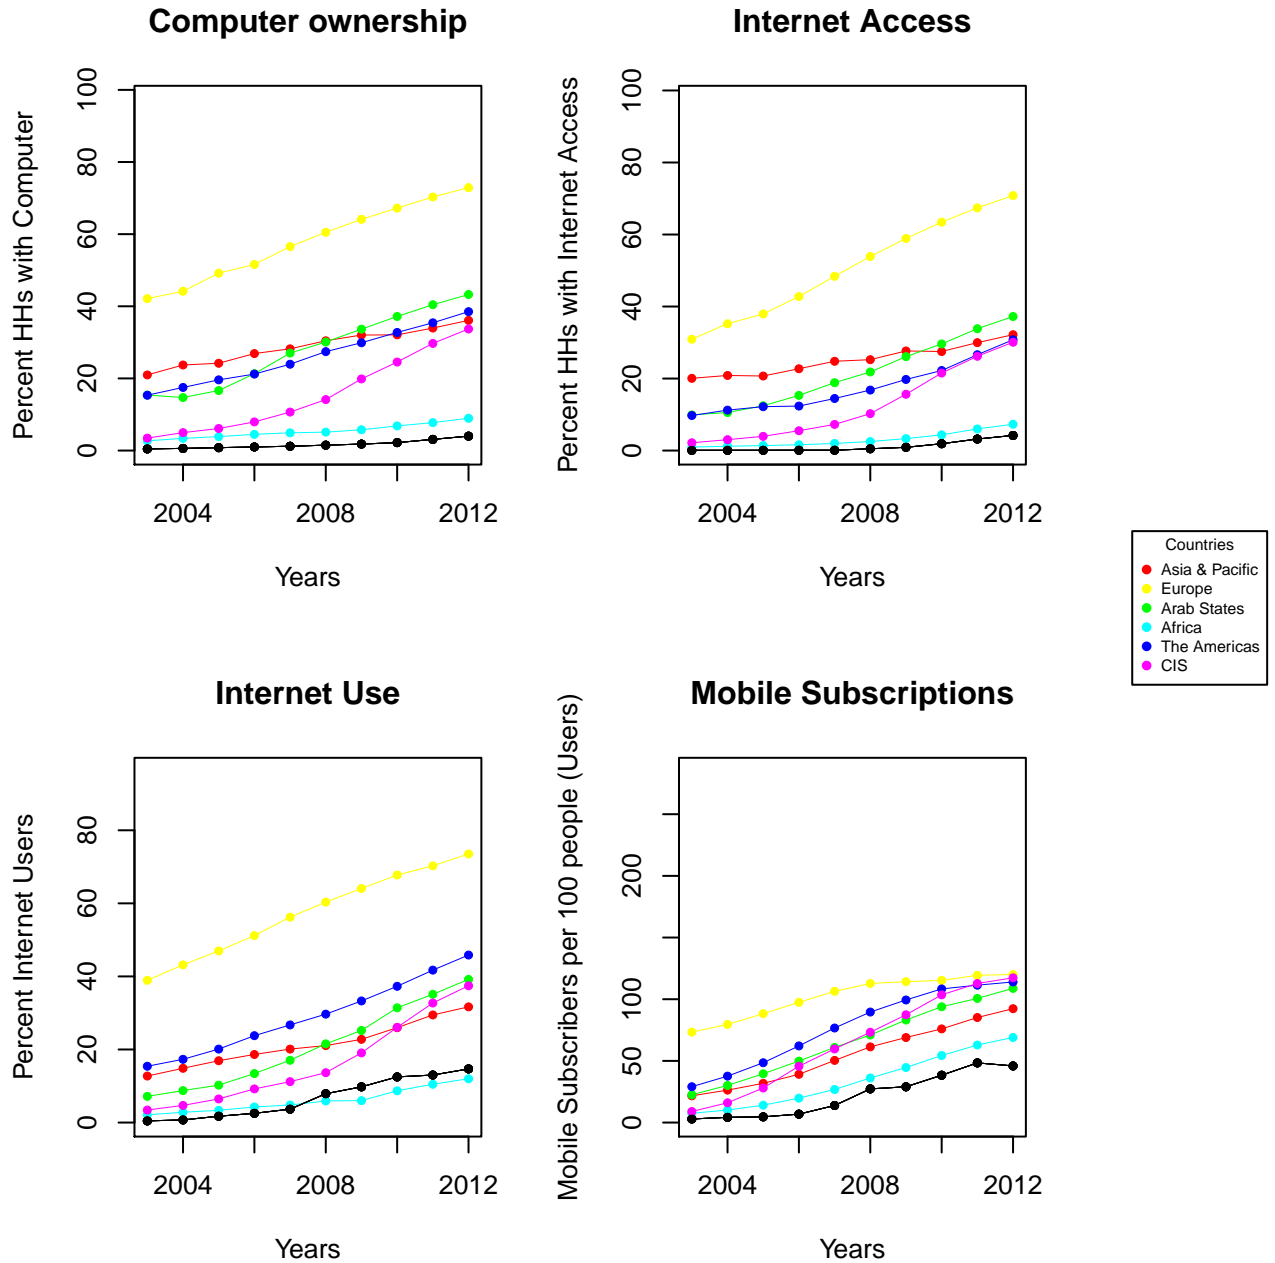 Computer ownership
Percent HHs with Computer
100
80
60
40
20
0
2004 2008 2012
Years
Internet Access
Percent HHs with Internet Access
100
80
60
40
20
0
2004 2008 2012
Years
Countries
Asia & Pacific
Europe
Arab States
Africa
The Americas
CIS
Internet Use
Percent Internet Users
80
60
40
20
0
2004 2008 2012
Years
Mobile Subscriptions
Mobile Subscribers per 100 people (Users)
200
100
50
0
2004 2008 2012
Years